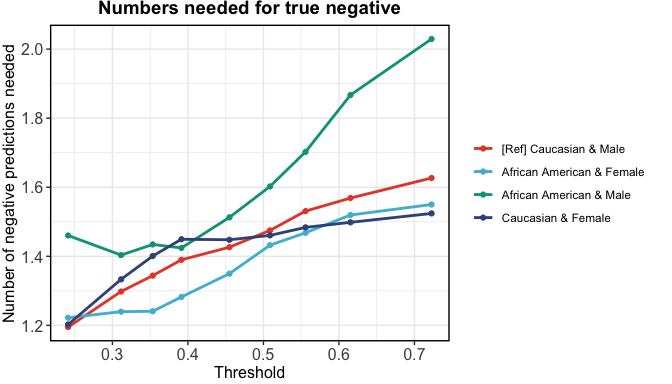 Numbers needed for true negative
Number of negative predictions needed
2.0
1.8
1.6
1.4
1.2
0.3
0.4
0.5
0.6
0.7
Threshold
[Ref] Caucasian & Male
African American & Female
African American & Male
Caucasian & Female